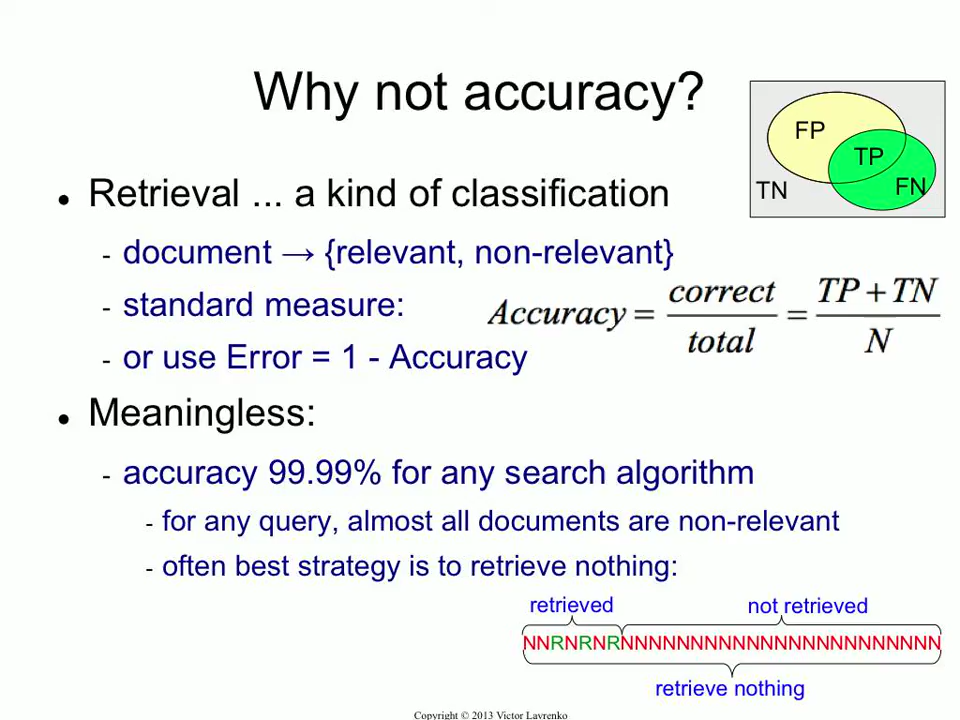 Why not accuracy?
FP
TP
FN
TN
● Retrieval ... a kind of classification
- document → {relevant, non-relevant}
- standard measure:
Accuracy = correct / total = TP + TN / N
- or use Error = 1 - Accuracy
● Meaningless:
- accuracy 99.99% for any search algorithm
- for any query, almost all documents are non-relevant
- often best strategy is to retrieve nothing:
retrieved not retrieved
NNRNRNRNNNNNNNNNNNNNNNNNNNNNNN
retrieve nothing
Copyright © 2013 Victor Lavrenko